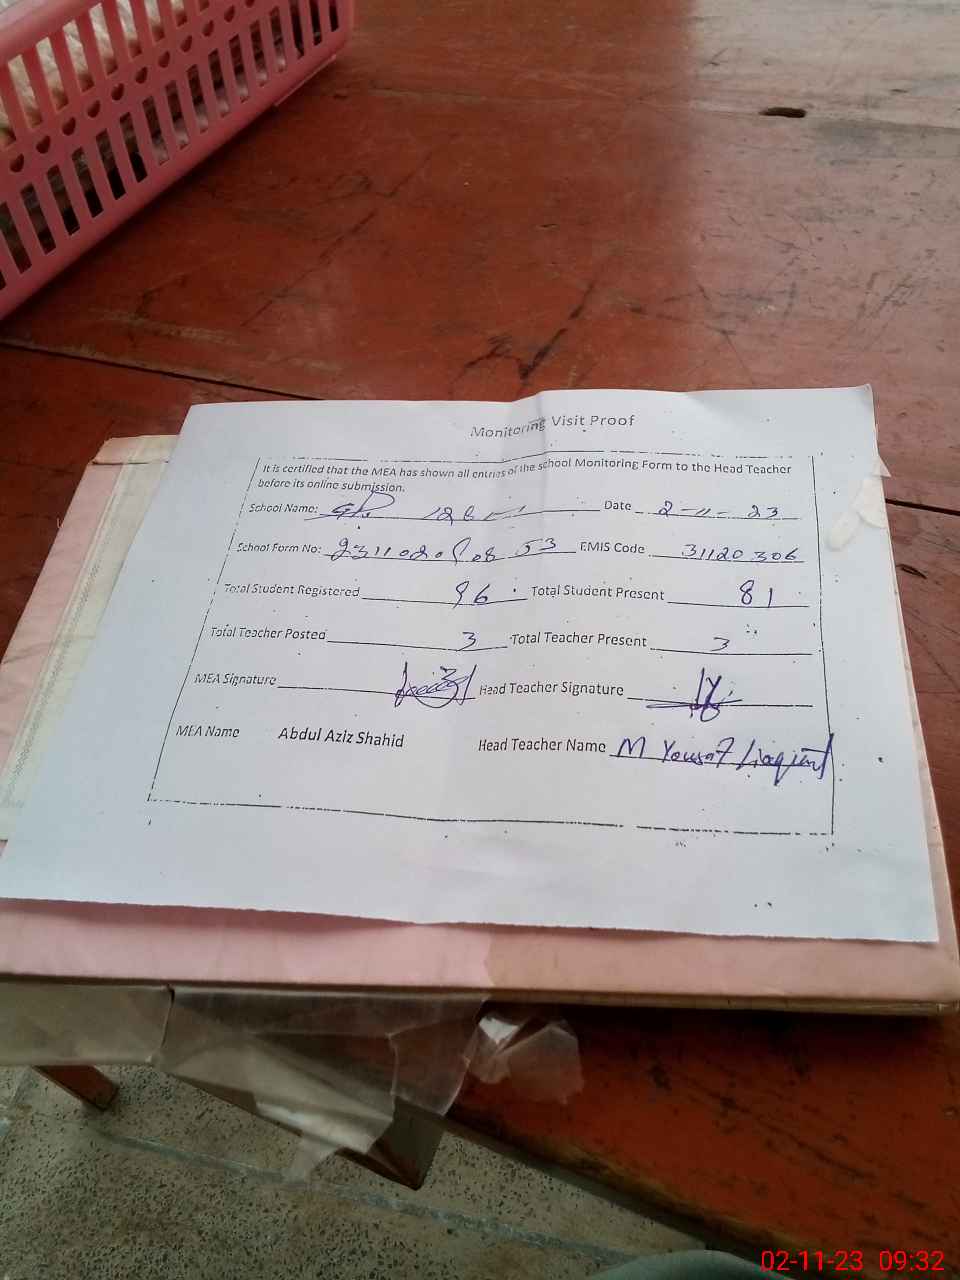 Monitoring Visit Proof
It is certified that the MEA has shown all entries of the school Monitoring Form to the Head Teacher
before its online submission.
School Name: Date 2-11-23
School Form No: EMIS Code 31120306
Total Student Registered 96 Total Student Present 81
Total Teacher Posted 3 Total Teacher Present 3
MEA Signature Head Teacher Signature
MEA Name Abdul Aziz Shahid Head Teacher Name M Yousaf Liaquat
02-11-23 09:32